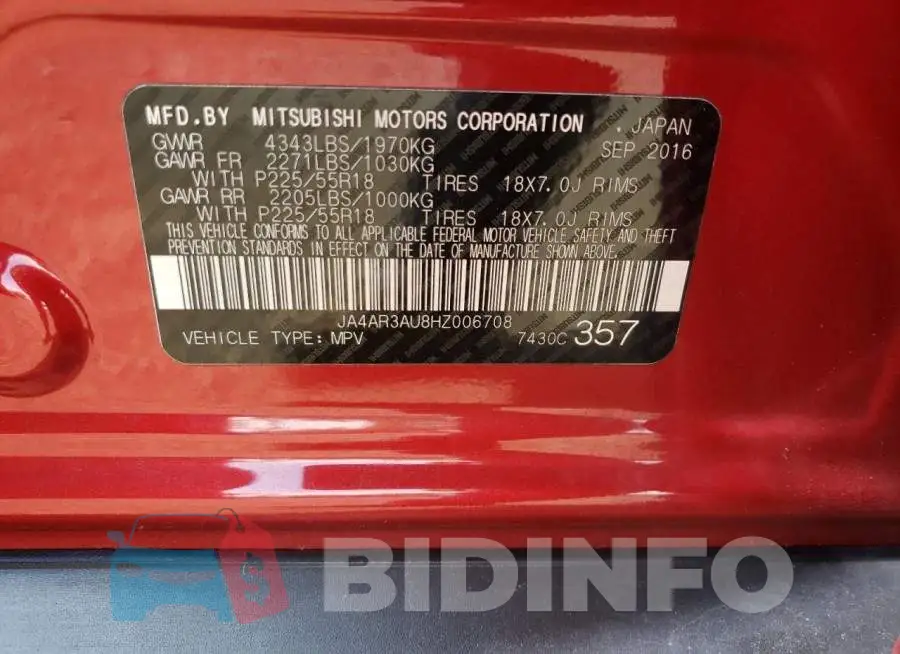 MFD.BY MITSUBISHI MOTORS CORPORATION . JAPAN
GVWR 4343LBS/1970KG SEP 2016
GAWR FR 2271LBS/1030KG
WITH P225/55R18 TIRES 18X7.0J RIMS
GAWR RR 2205LBS/1000KG
WITH P225/55R18 TIRES 18X7.0J RIMS
THIS VEHICLE CONFORMS TO ALL APPLICABLE FEDERAL MOTOR VEHICLE SAFETY AND THEFT
PREVENTION STANDARDS IN EFFECT ON THE DATE OF MANUFACTURE SHOWN ABOVE.
JA4AR3AU8HZ006708
VEHICLE TYPE:MPV 7430C 357
$ BIDINFO